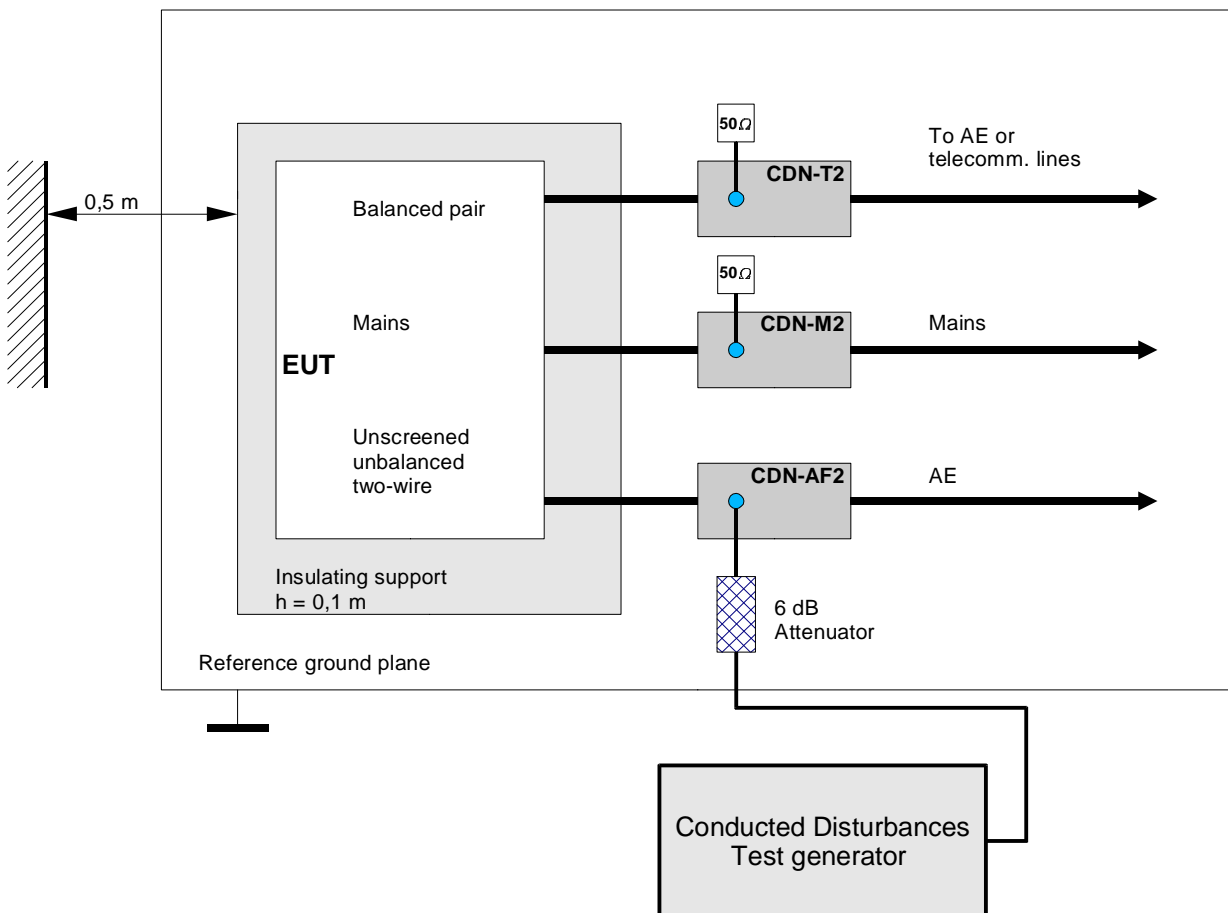 50Ω
CDN-T2
To AE or
telecomm. lines
0,5 m
Balanced pair
50Ω
CDN-M2
Mains
Mains
EUT
Unscreened
unbalanced
two-wire
CDN-AF2
AE
Insulating support
h = 0,1 m
6 dB
Attenuator
Reference ground plane
Conducted Disturbances
Test generator